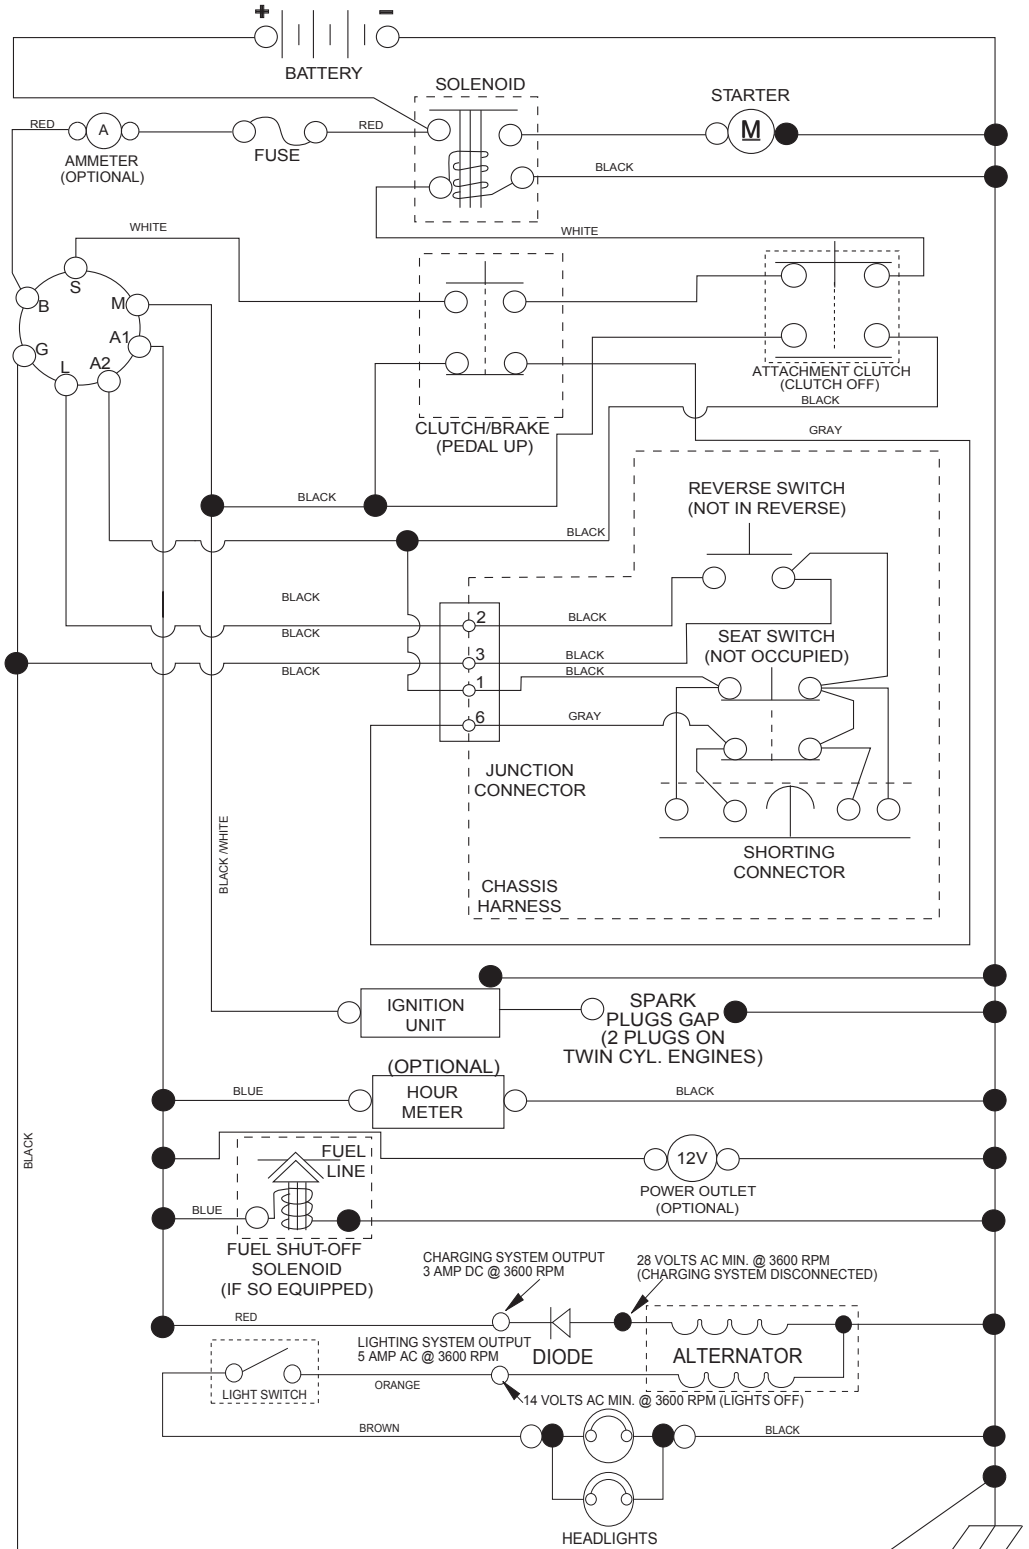 + −
BATTERY
SOLENOID
STARTER
RED
A
RED
M
FUSE
AMMETER
(OPTIONAL)
BLACK
WHITE
WHITE
S
B
M
A1
G
L
A2
ATTACHMENT CLUTCH
(CLUTCH OFF)
BLACK
CLUTCH/BRAKE
(PEDAL UP)
GRAY
BLACK
REVERSE SWITCH
(NOT IN REVERSE)
BLACK
BLACK
2
BLACK
BLACK
SEAT SWITCH
(NOT OCCUPIED)
3
BLACK
BLACK
1
BLACK
6
GRAY
JUNCTION
CONNECTOR
SHORTING
CONNECTOR
BLACK /WHITE
CHASSIS
HARNESS
IGNITION
UNIT
SPARK
PLUGS GAP
(2 PLUGS ON
TWIN CYL. ENGINES)
(OPTIONAL)
HOUR
METER
BLUE
BLACK
BLACK
FUEL
LINE
12V
POWER OUTLET
(OPTIONAL)
BLUE
FUEL SHUT-OFF
SOLENOID
(IF SO EQUIPPED)
CHARGING SYSTEM OUTPUT
3 AMP DC @ 3600 RPM
28 VOLTS AC MIN. @ 3600 RPM
(CHARGING SYSTEM DISCONNECTED)
RED
LIGHTING SYSTEM OUTPUT
5 AMP AC @ 3600 RPM
DIODE
ALTERNATOR
LIGHT SWITCH
ORANGE
14 VOLTS AC MIN. @ 3600 RPM (LIGHTS OFF)
BROWN
BLACK
HEADLIGHTS